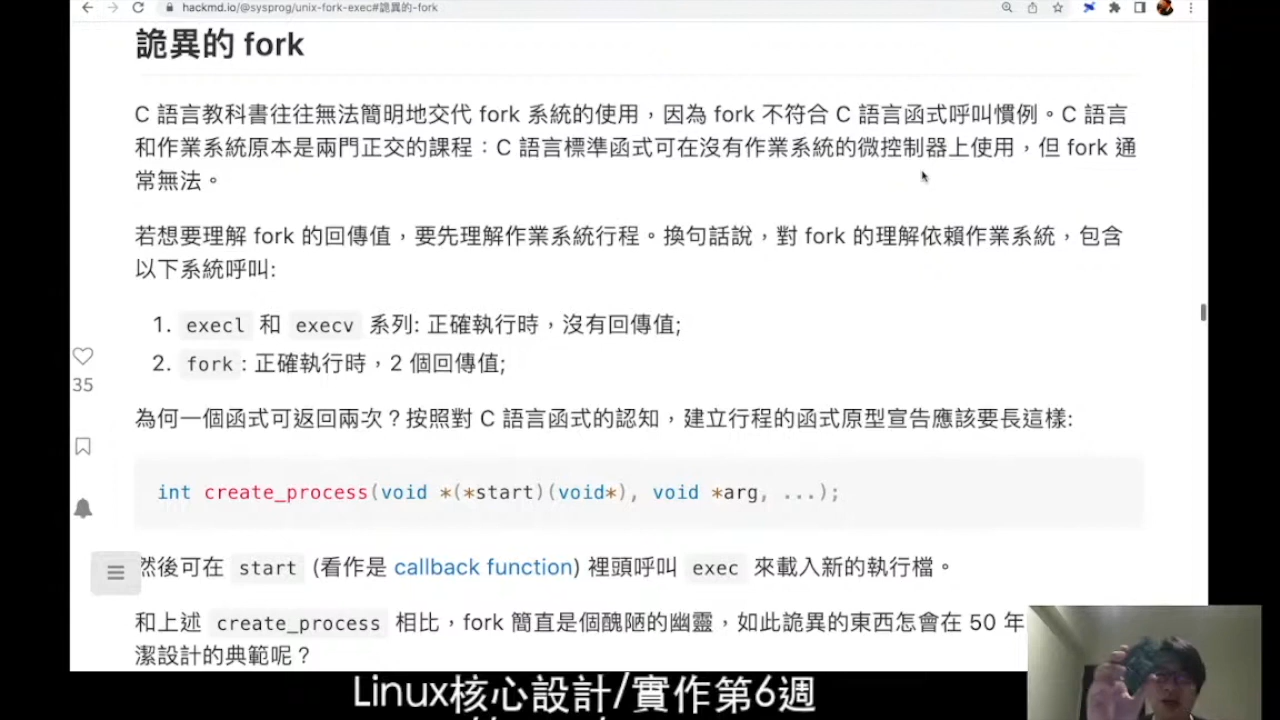 hackmd.io/@sysprog/unix-fork-exec#詭異的-fork
詭異的 fork
C 語言教科書往往無法簡明地交代 fork 系統的使用，因為 fork 不符合 C 語言函式呼叫慣例。C 語言
和作業系統原本是兩門正交的課程：C 語言標準函式可在沒有作業系統的微控制器上使用，但 fork 通
常無法。
若想要理解 fork 的回傳值，要先理解作業系統行程。換句話說，對 fork 的理解依賴作業系統，包含
以下系統呼叫:
1. execl 和 execv 系列: 正確執行時，沒有回傳值;
2. fork : 正確執行時，2 個回傳值;
35
為何一個函式可返回兩次？按照對 C 語言函式的認知，建立行程的函式原型宣告應該要長這樣:
int create_process(void *(*start)(void*), void *arg, ...);
然後可在 start (看作是 callback function) 裡頭呼叫 exec 來載入新的執行檔。
和上述 create_process 相比，fork 簡直是個醜陋的幽靈，如此詭異的東西怎會在 50 年
潔設計的典範呢？
Linux核心設計/實作第6週